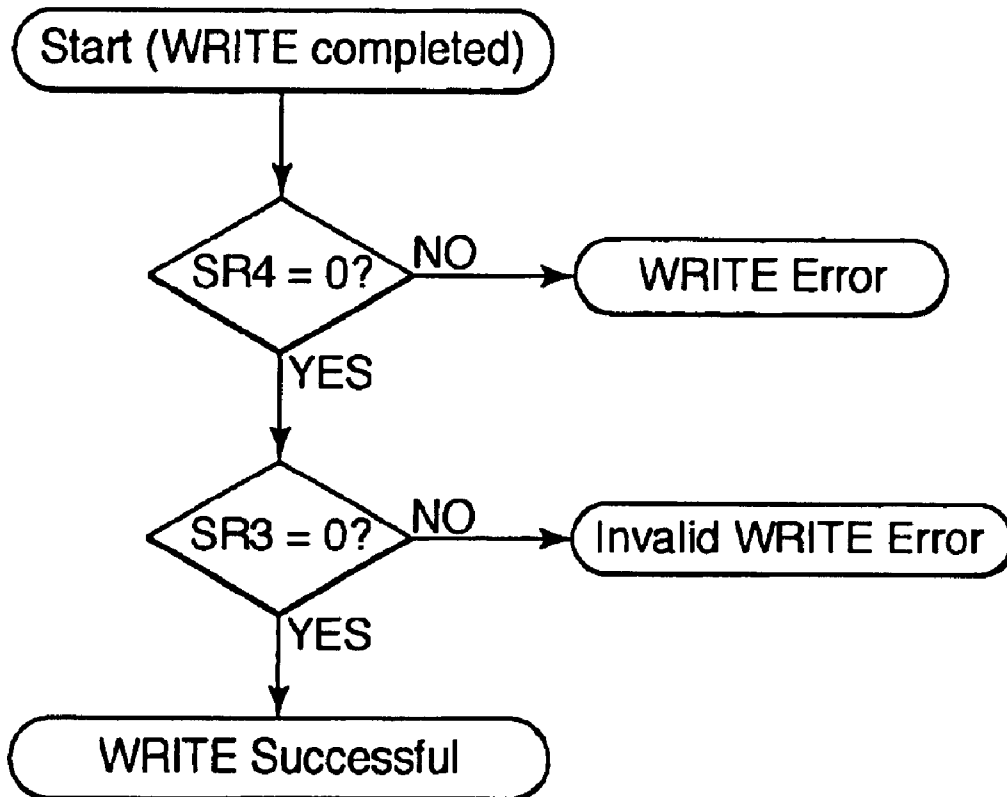 Start (WRITE completed)
SR4 = 0?
NO
WRITE Error
YES
SR3 = 0?
NO
Invalid WRITE Error
YES
WRITE Successful